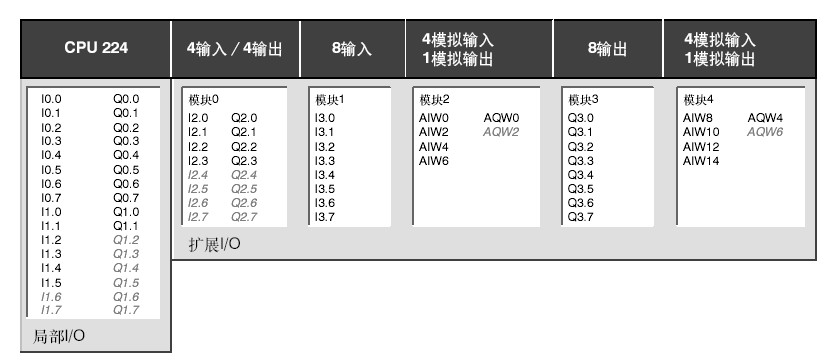 CPU 224
4输入 / 4输出
8输入
4模拟输入
1模拟输出
8输出
4模拟输入
1模拟输出
I0.0 Q0.0
I0.1 Q0.1
I0.2 Q0.2
I0.3 Q0.3
I0.4 Q0.4
I0.5 Q0.5
I0.6 Q0.6
I0.7 Q0.7
I1.0 Q1.0
I1.1 Q1.1
I1.2 Q1.2
I1.3 Q1.3
I1.4 Q1.4
I1.5 Q1.5
I1.6 Q1.6
I1.7 Q1.7
局部I/O
模块0
I2.0 Q2.0
I2.1 Q2.1
I2.2 Q2.2
I2.3 Q2.3
I2.4 Q2.4
I2.5 Q2.5
I2.6 Q2.6
I2.7 Q2.7
模块1
I3.0
I3.1
I3.2
I3.3
I3.4
I3.5
I3.6
I3.7
模块2
AIW0 AQW0
AIW2 AQW2
AIW4
AIW6
模块3
Q3.0
Q3.1
Q3.2
Q3.3
Q3.4
Q3.5
Q3.6
Q3.7
模块4
AIW8 AQW4
AIW10 AQW6
AIW12
AIW14
扩展I/O